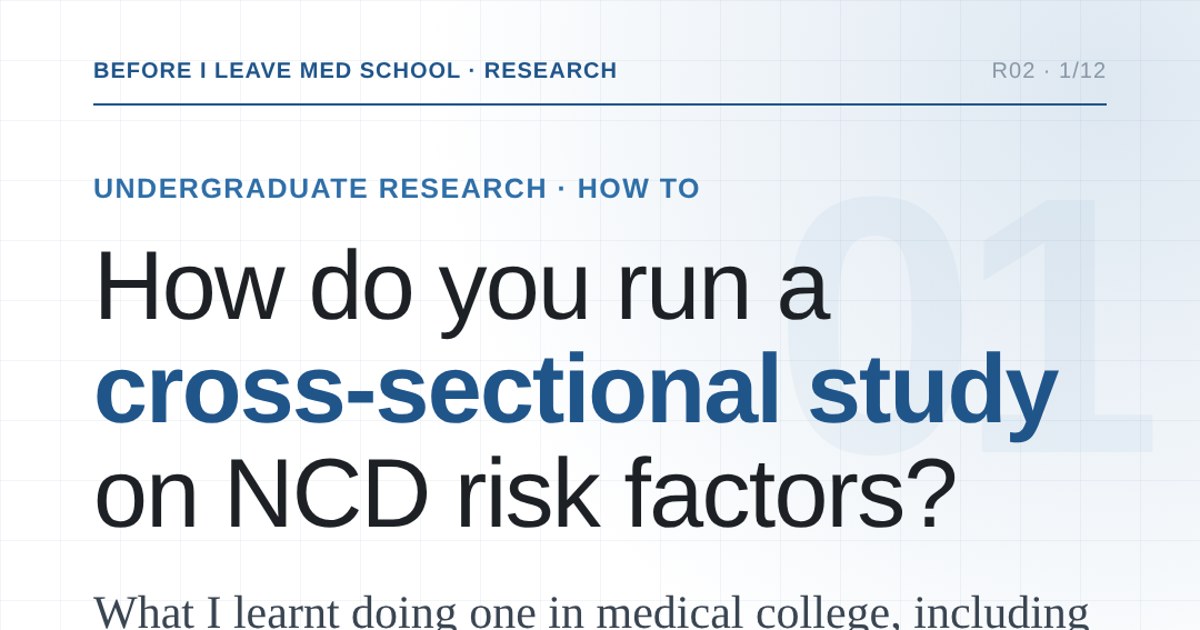 BEFORE I LEAVE MED SCHOOL · RESEARCH
R02 · 1/12
UNDERGRADUATE RESEARCH · HOW TO
01
How do you run a
cross-sectional study
on NCD risk factors?
What I learnt doing one in medical college, including